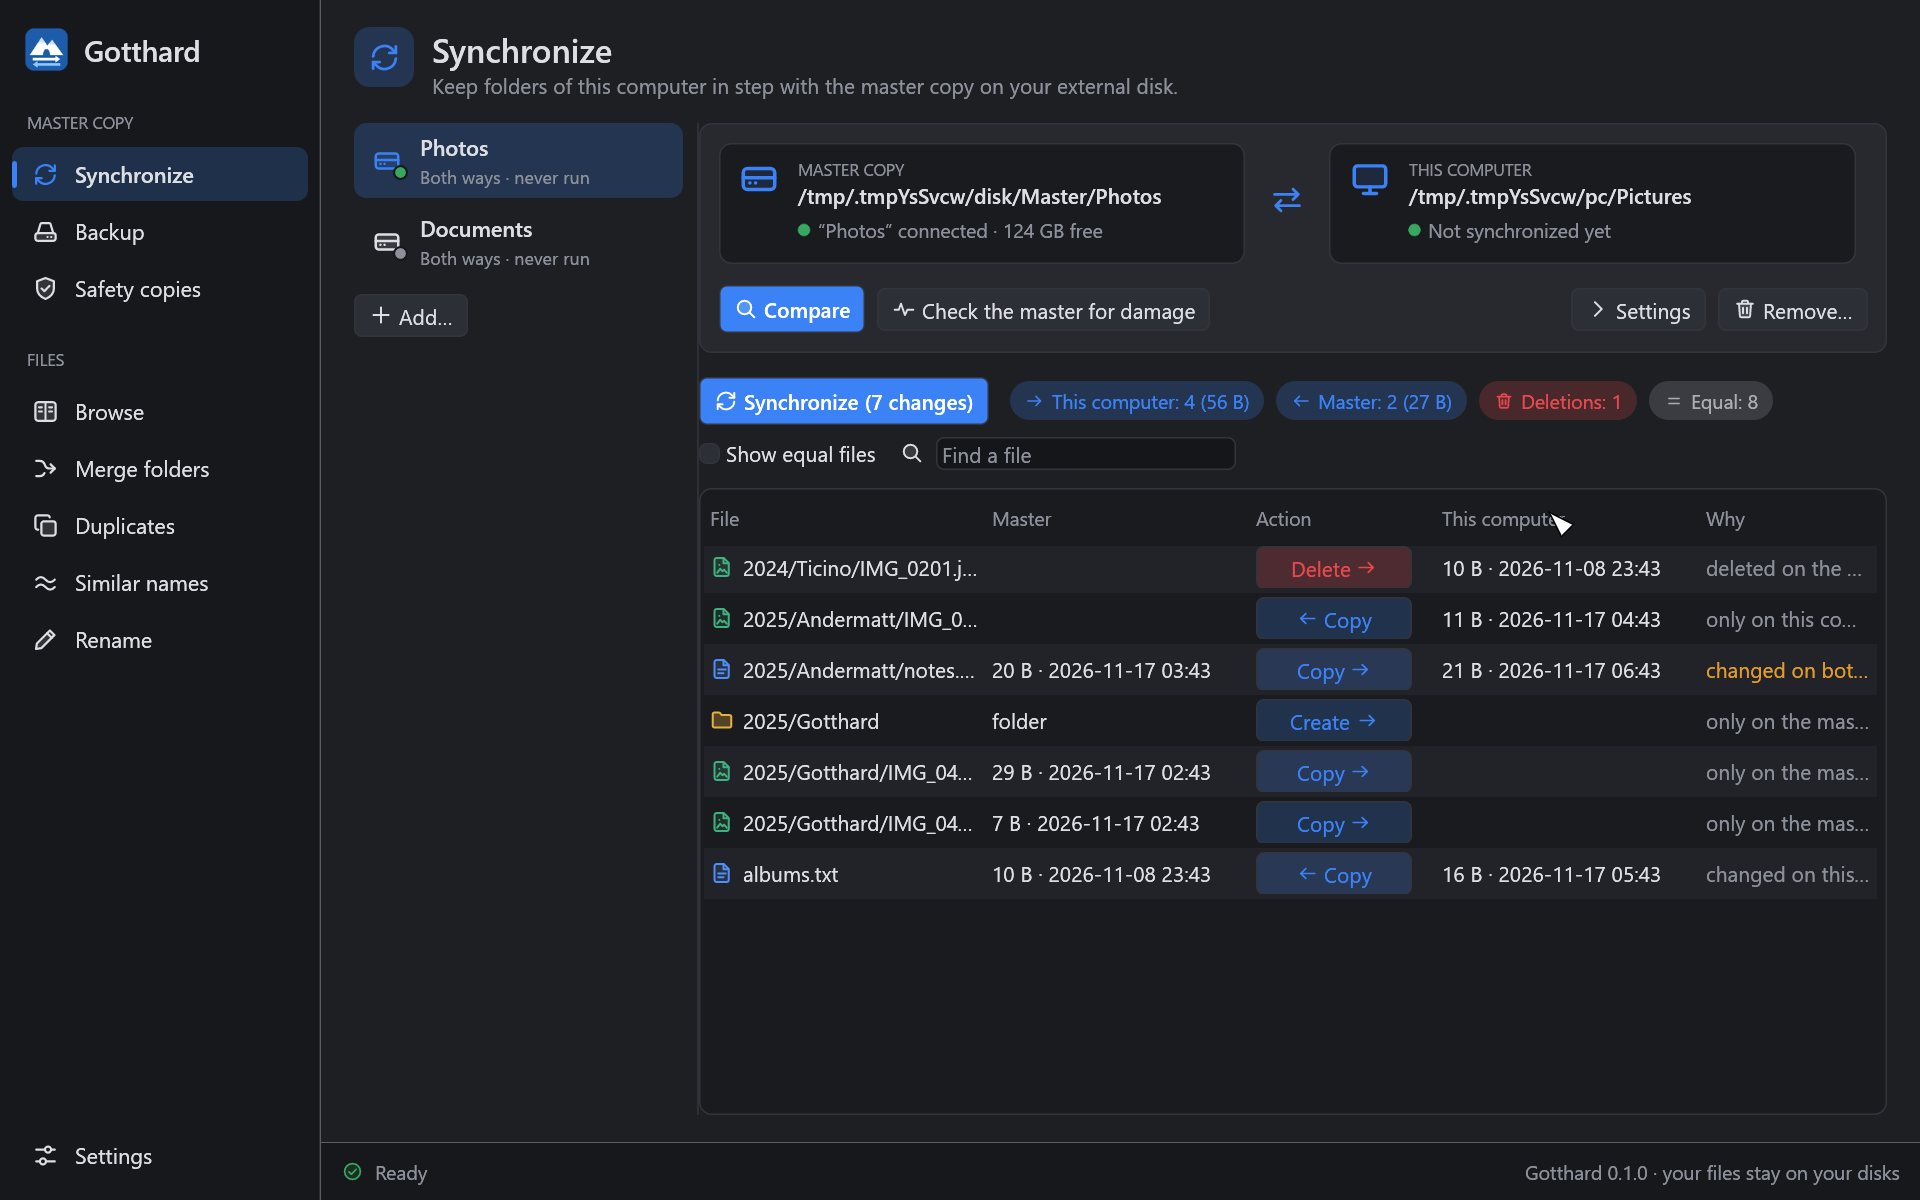 Gotthard
MASTER COPY
Synchronize
Backup
Safety copies
FILES
Browse
Merge folders
Duplicates
Similar names
Rename
Settings
Synchronize
Keep folders of this computer in step with the master copy on your external disk.
Photos
Both ways · never run
Documents
Both ways · never run
Add...
MASTER COPY
/tmp/.tmpYsSvcw/disk/Master/Photos
“Photos” connected · 124 GB free
THIS COMPUTER
/tmp/.tmpYsSvcw/pc/Pictures
Not synchronized yet
Compare
Check the master for damage
Settings
Remove...
Synchronize (7 changes)
→ This computer: 4 (56 B)
← Master: 2 (27 B)
Deletions: 1
= Equal: 8
Show equal files
Find a file
File Master Action This computer Why
2024/Ticino/IMG_0201.j... Delete → 10 B · 2026-11-08 23:43 deleted on the ...
2025/Andermatt/IMG_0... ← Copy 11 B · 2026-11-17 04:43 only on this co...
2025/Andermatt/notes.... 20 B · 2026-11-17 03:43 Copy → 21 B · 2026-11-17 06:43 changed on bot...
2025/Gotthard folder Create → only on the mas...
2025/Gotthard/IMG_04... 29 B · 2026-11-17 02:43 Copy → only on the mas...
2025/Gotthard/IMG_04... 7 B · 2026-11-17 02:43 Copy → only on the mas...
albums.txt 10 B · 2026-11-08 23:43 ← Copy 16 B · 2026-11-17 05:43 changed on this...
Ready
Gotthard 0.1.0 · your files stay on your disks